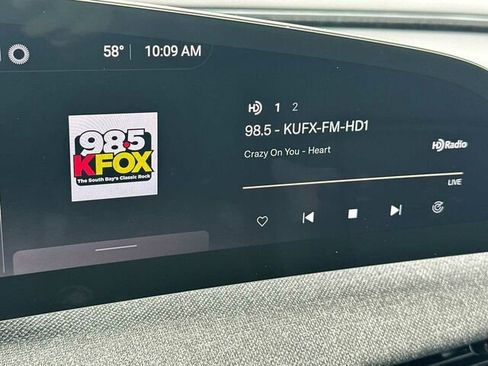 58° 10:09 AM
98.5
KFOX
The South Bay's Classic Rock
HD 1 2
98.5 - KUFX-FM-HD1
Crazy On You - Heart
HD Radio
LIVE